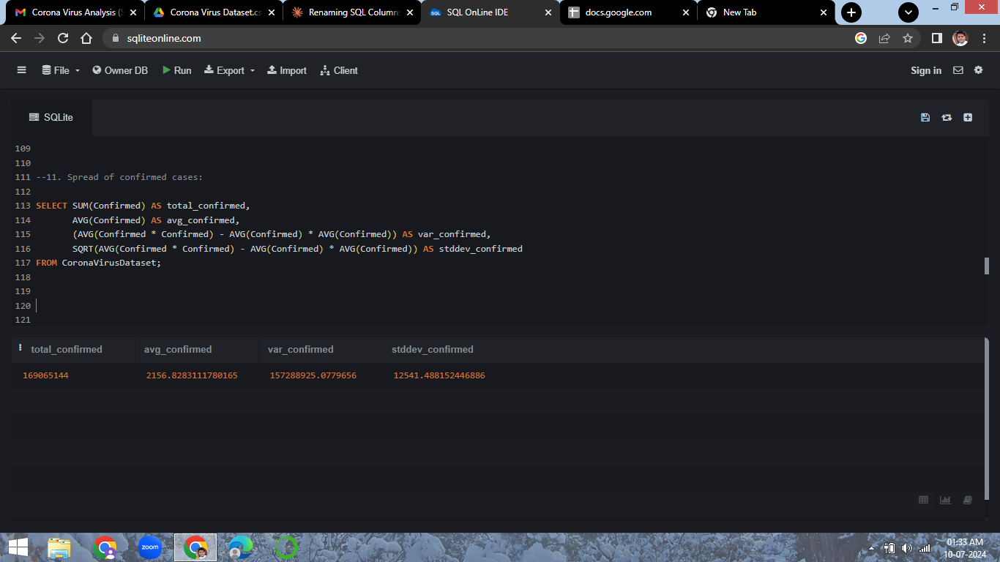 Corona Virus Analysis (S
Corona Virus Dataset.cs
Renaming SQL Columns
SQL OnLine IDE
docs.google.com
New Tab
sqliteonline.com
File
Owner DB
Run
Export
Import
Client
Sign in
SQLite
109
110
111 --11. Spread of confirmed cases:
112
113 SELECT SUM(Confirmed) AS total_confirmed,
114 AVG(Confirmed) AS avg_confirmed,
115 (AVG(Confirmed * Confirmed) - AVG(Confirmed) * AVG(Confirmed)) AS var_confirmed,
116 SQRT(AVG(Confirmed * Confirmed) - AVG(Confirmed) * AVG(Confirmed)) AS stddev_confirmed
117 FROM CoronaVirusDataset;
118
119
120
121
total_confirmed avg_confirmed var_confirmed stddev_confirmed
169065144 2156.8283111780165 157288925.0779656 12541.488152446886
zoom
01:33 AM
10-07-2024